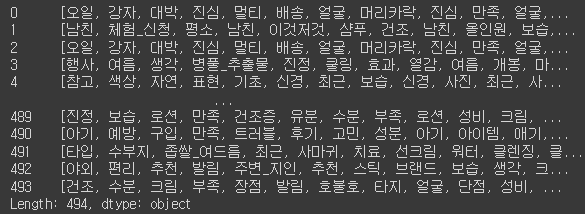 0 [오일, 강자, 대박, 진심, 멀티, 배송, 얼굴, 머리카락, 진심, 만족, 얼굴,...
1 [남친, 체험_신청, 평소, 남친, 이것저것, 샴푸, 건조, 남친, 올인원, 보습,...
2 [오일, 강자, 대박, 진심, 멀티, 배송, 얼굴, 머리카락, 진심, 만족, 얼굴,...
3 [행사, 여름, 생각, 병풀_추출물, 진정, 쿨링, 효과, 열감, 여름, 개봉, 마...
4 [참고, 색상, 자연, 표현, 기초, 신경, 최근, 보습, 신경, 사진, 최근, 사...
...
489 [진정, 보습, 로션, 만족, 건조증, 유분, 수분, 부족, 로션, 성비, 크림, ...
490 [아기, 예방, 구입, 만족, 트러블, 후기, 고민, 성분, 아기, 아이템, 애기,...
491 [타입, 수부지, 좁쌀_여드름, 최근, 사마귀, 치료, 선크림, 워터, 클렌징, 클...
492 [야외, 편리, 추천, 발림, 주변_지인, 추천, 스틱, 브랜드, 보습, 생각, 크...
493 [건조, 수분, 크림, 부족, 장점, 발림, 호불호, 타지, 얼굴, 단점, 성비, ...
Length: 494, dtype: object